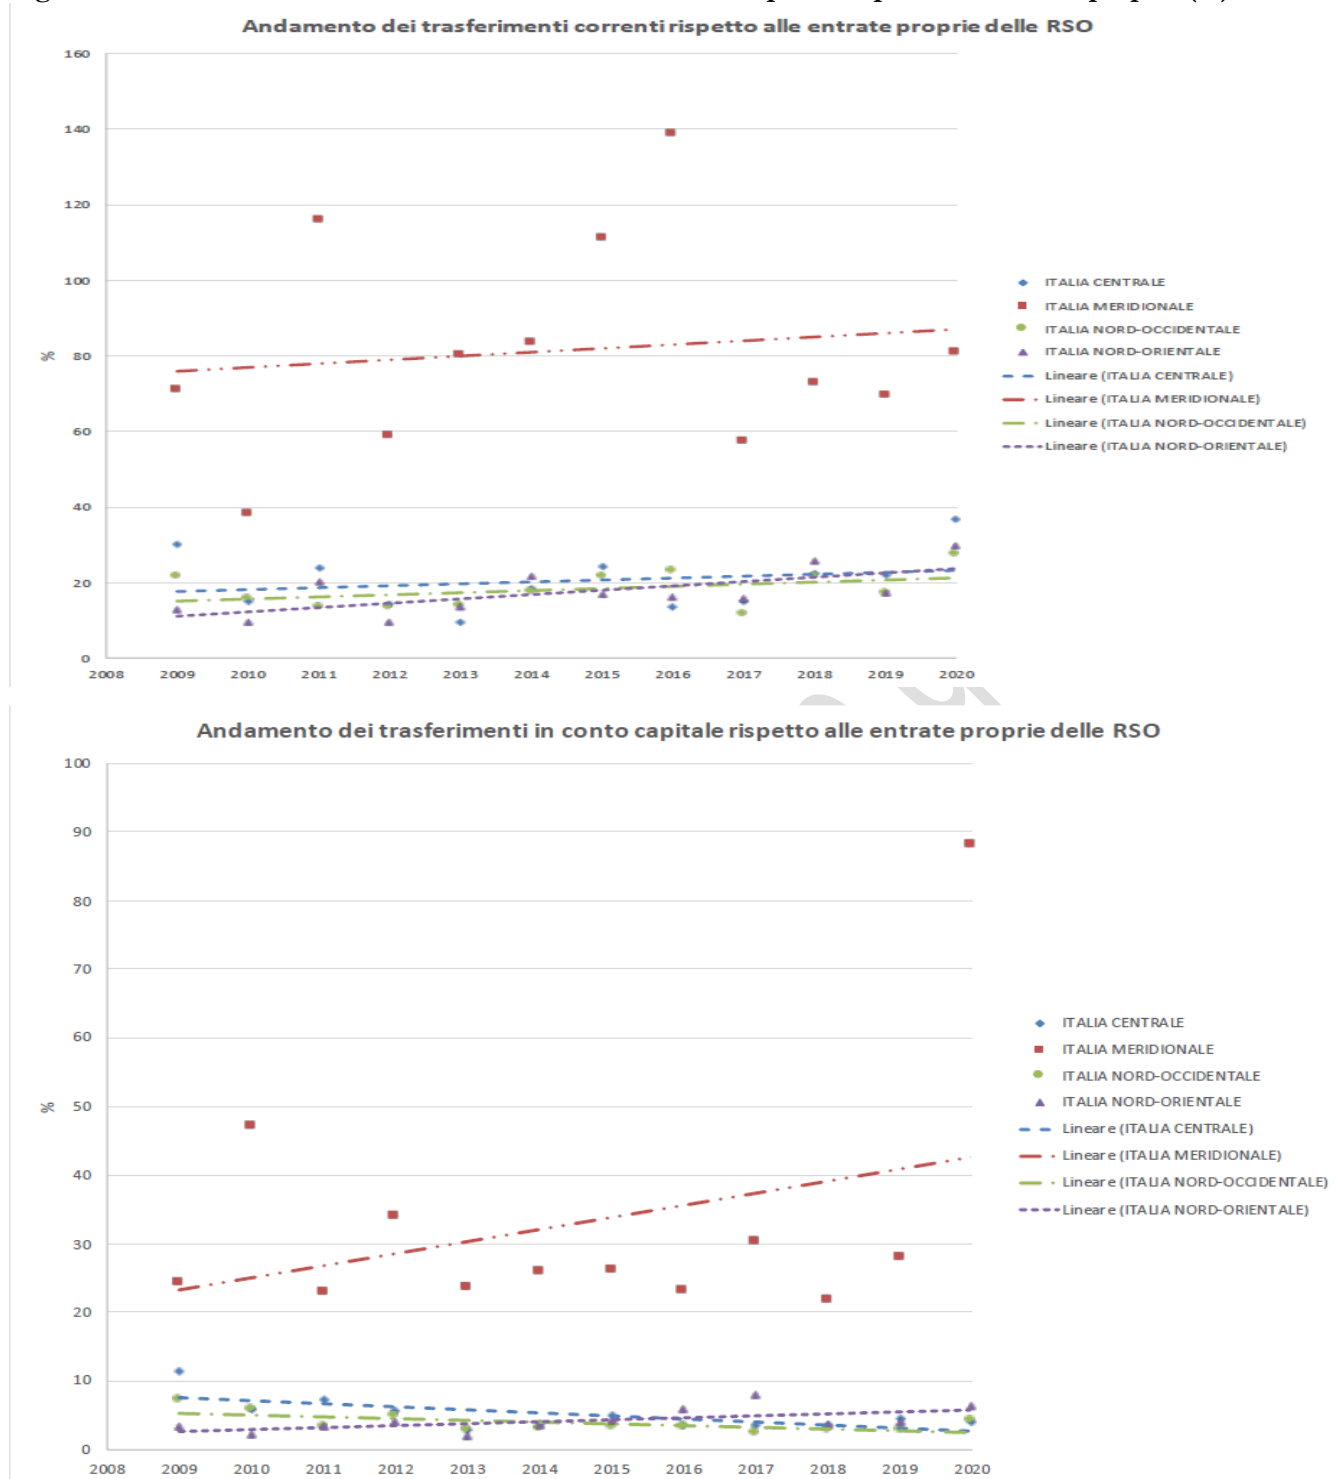 Andamento dei trasferimenti correnti rispetto alle entrate proprie delle RSO
160
140
120
100
80
60
40
20
0
%
2008 2009 2010 2011 2012 2013 2014 2015 2016 2017 2018 2019 2020
ITALIA CENTRALE
ITALIA MERIDIONALE
ITALIA NORD-OCCIDENTALE
ITALIA NORD-ORIENTALE
Lineare (ITALIA CENTRALE)
Lineare (ITALIA MERIDIONALE)
Lineare (ITALIA NORD-OCCIDENTALE)
Lineare (ITALIA NORD-ORIENTALE)
Andamento dei trasferimenti in conto capitale rispetto alle entrate proprie delle RSO
100
90
80
70
60
50
40
30
20
10
0
%
2008 2009 2010 2011 2012 2013 2014 2015 2016 2017 2018 2019 2020
ITALIA CENTRALE
ITALIA MERIDIONALE
ITALIA NORD-OCCIDENTALE
ITALIA NORD-ORIENTALE
Lineare (ITALIA CENTRALE)
Lineare (ITALIA MERIDIONALE)
Lineare (ITALIA NORD-OCCIDENTALE)
Lineare (ITALIA NORD-ORIENTALE)